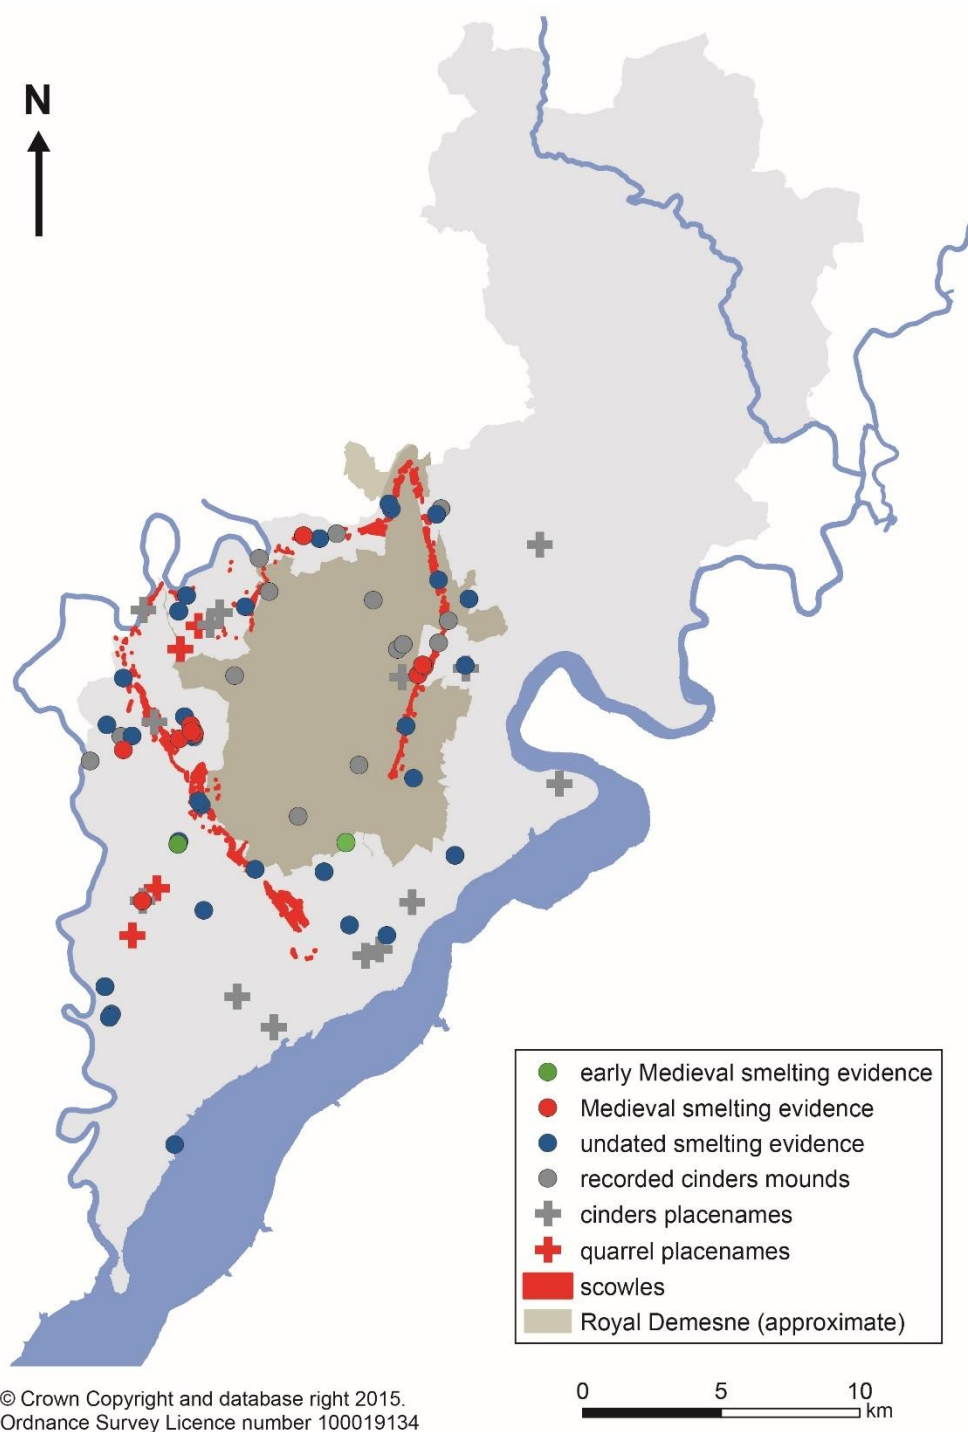 N
early Medieval smelting evidence
Medieval smelting evidence
undated smelting evidence
recorded cinders mounds
cinders placenames
quarrel placenames
scowles
Royal Demesne (approximate)
© Crown Copyright and database right 2015.
Ordnance Survey Licence number 100019134
0 5 10
km